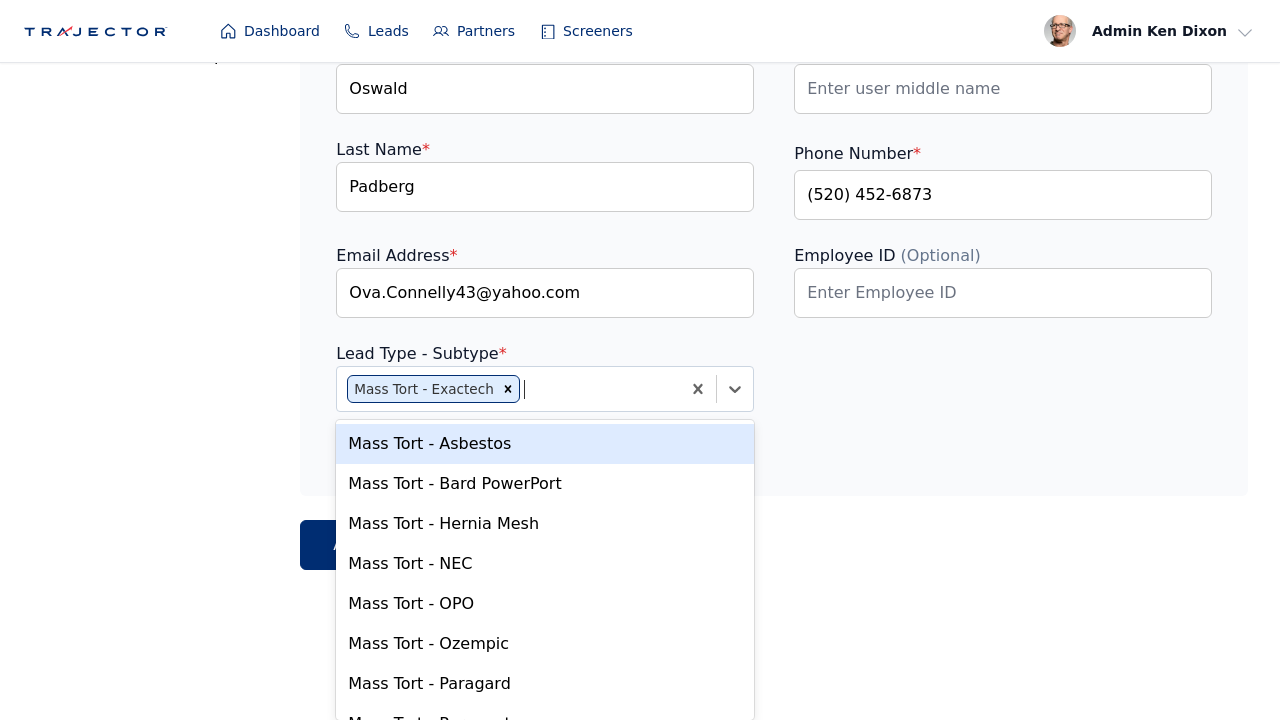 TRAJECTOR
Dashboard
Leads
Partners
Screeners
Admin Ken Dixon
Oswald
Enter user middle name
Last Name*
Phone Number*
Padberg
(520) 452-6873
Email Address*
Employee ID (Optional)
Ova.Connelly43@yahoo.com
Enter Employee ID
Lead Type - Subtype*
Mass Tort - Exactech
Mass Tort - Asbestos
Mass Tort - Bard PowerPort
Mass Tort - Hernia Mesh
Mass Tort - NEC
Mass Tort - OPO
Mass Tort - Ozempic
Mass Tort - Paragard